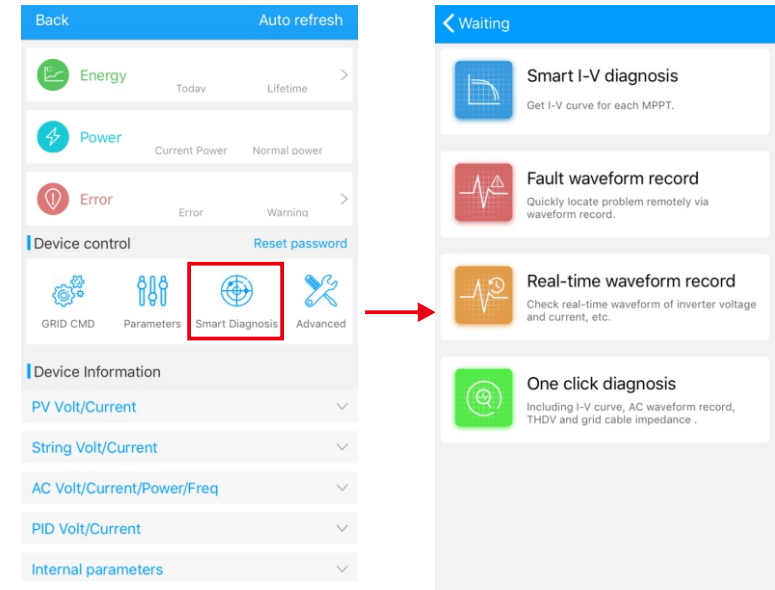 Back
Auto refresh
Energy
Today
Lifetime
Power
Current Power
Normal power
Error
Error
Warning
Device control
Reset password
GRID CMD
Parameters
Smart Diagnosis
Advanced
Device Information
PV Volt/Current
String Volt/Current
AC Volt/Current/Power/Freq
PID Volt/Current
Internal parameters
Waiting
Smart I-V diagnosis
Get I-V curve for each MPPT.
Fault waveform record
Quickly locate problem remotely via
waveform record.
Real-time waveform record
Check real-time waveform of inverter voltage
and current, etc.
One click diagnosis
Including I-V curve, AC waveform record,
THDV and grid cable impedance .